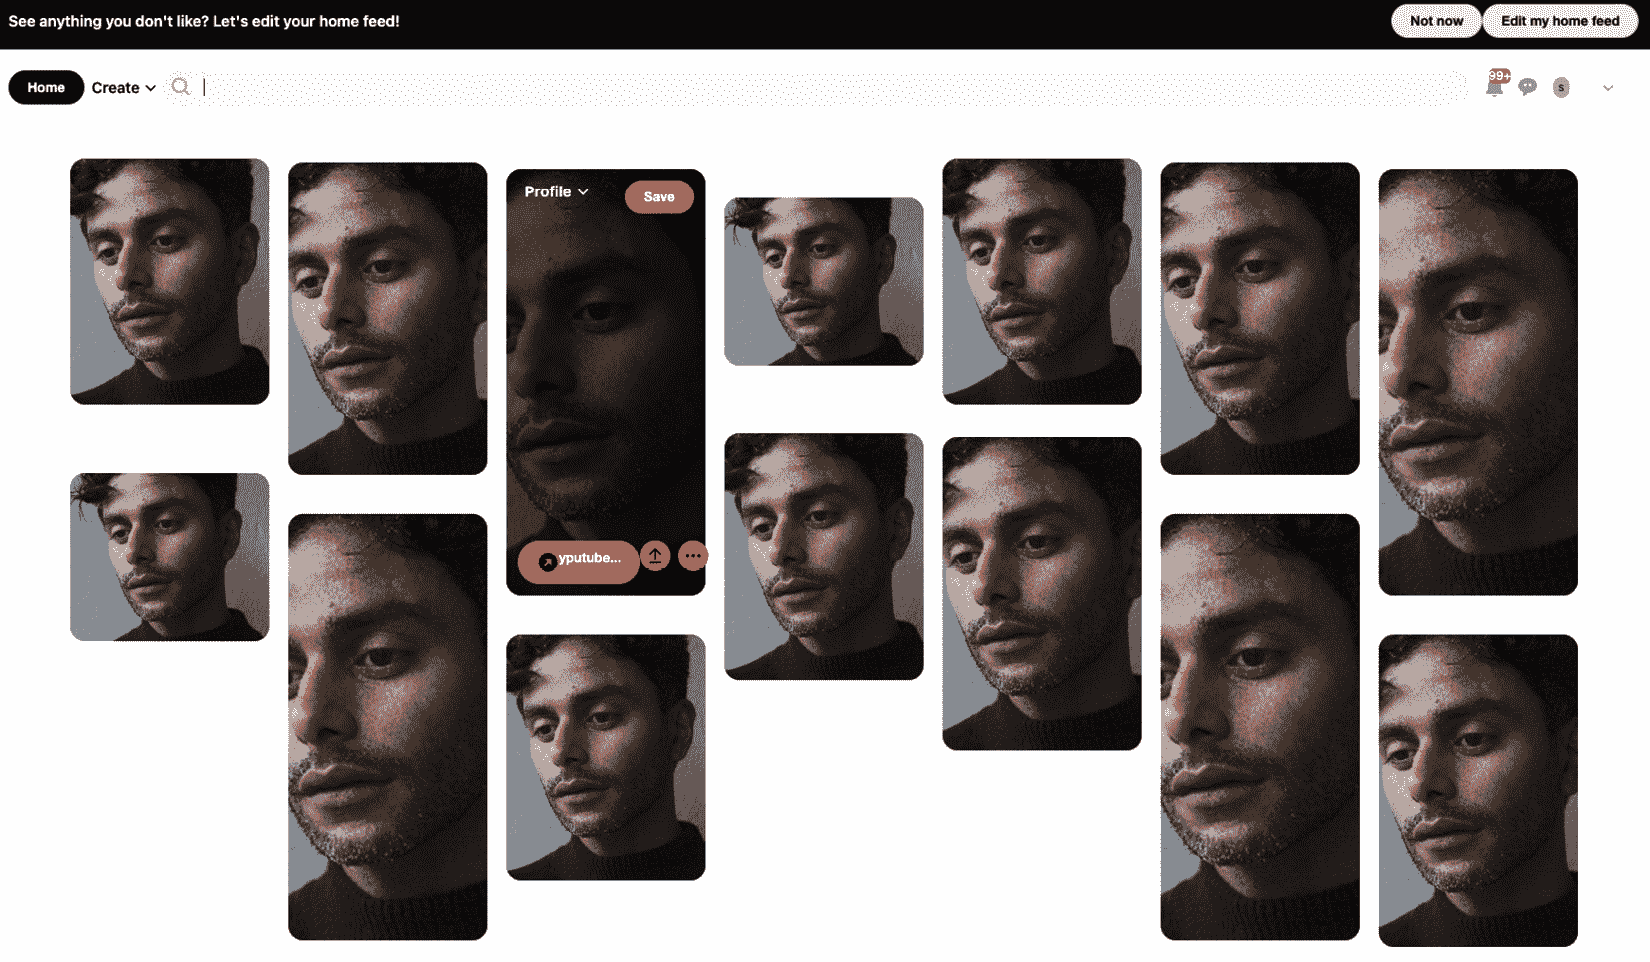 See anything you don't like? Let's edit your home feed!
Not now
Edit my home feed
Home
Create
99+
s
Profile
Save
yputube...